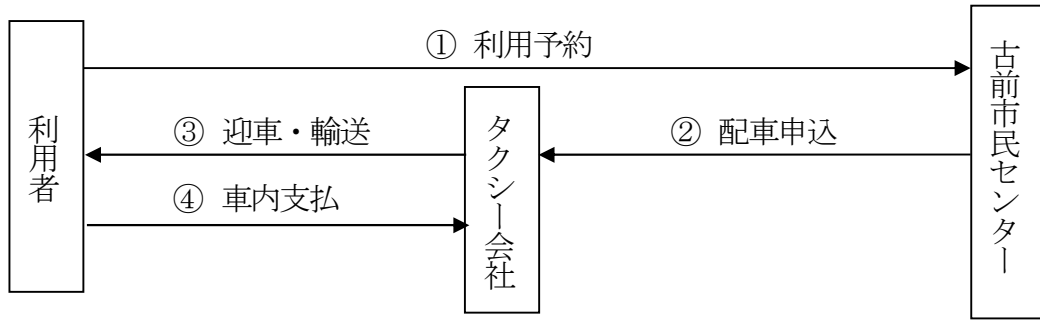 ① 利用予約
利用者
③ 迎車・輸送
④ 車内支払
タクシー会社
② 配車申込
古前市民センター